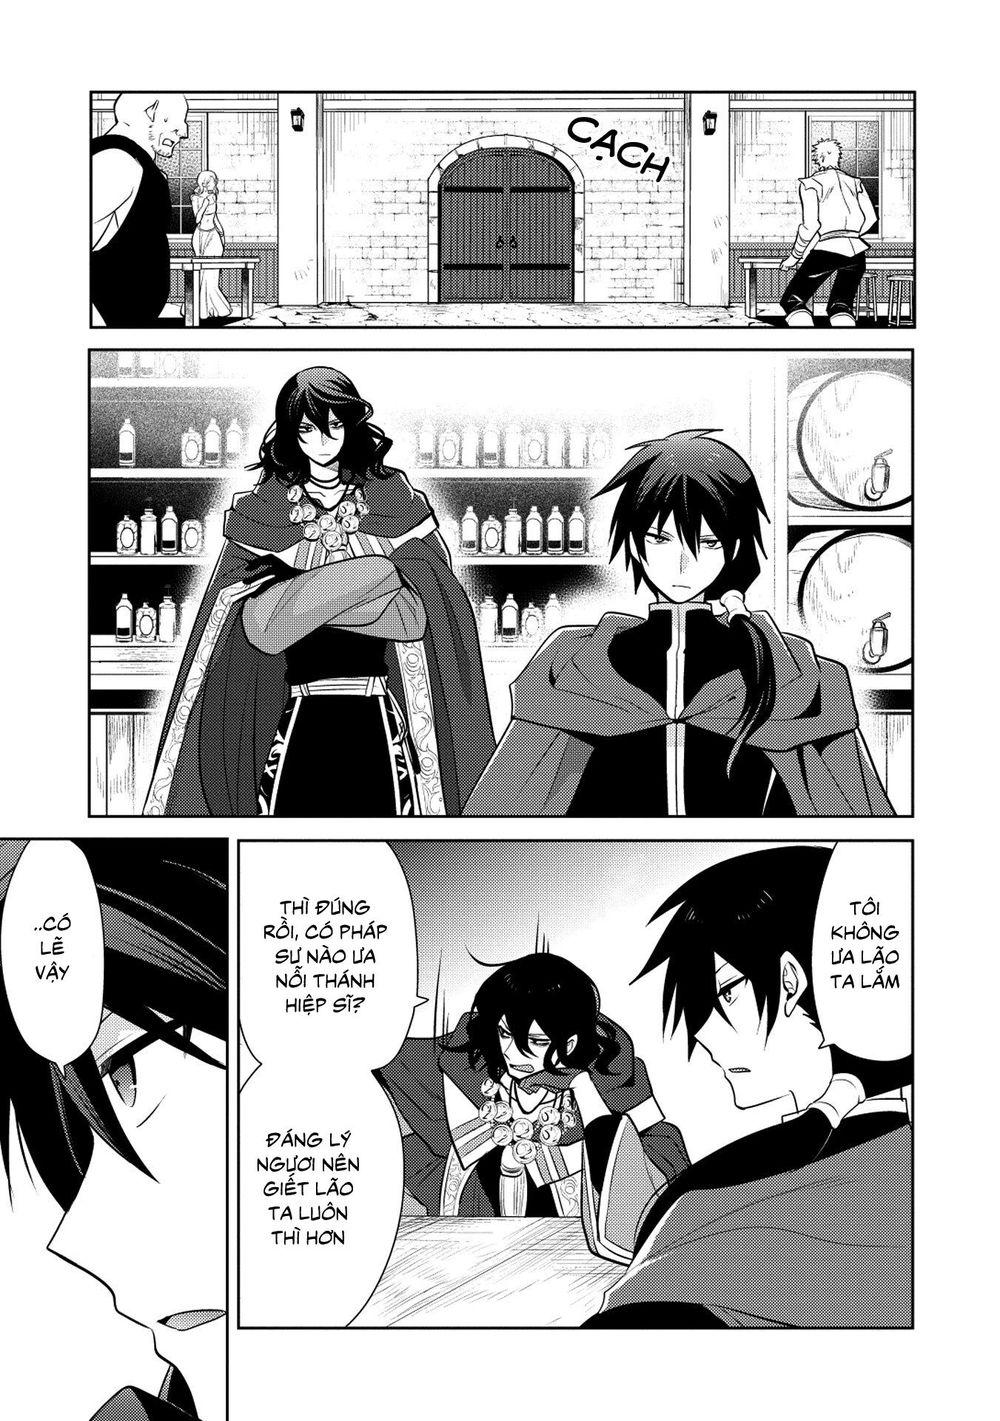 CẠCH
TÔI
KHÔNG
ƯA LÃO
TA LẮM
THÌ ĐÚNG
RỒI, CÓ PHÁP
SƯ NÀO ƯA
NỖI THÁNH
HIỆP SĨ?
ĐÁNG LÝ
NGƯƠI NÊN
GIẾT LÃO
TA LUÔN
THÌ HƠN
..CÓ
LẼ
VẬY